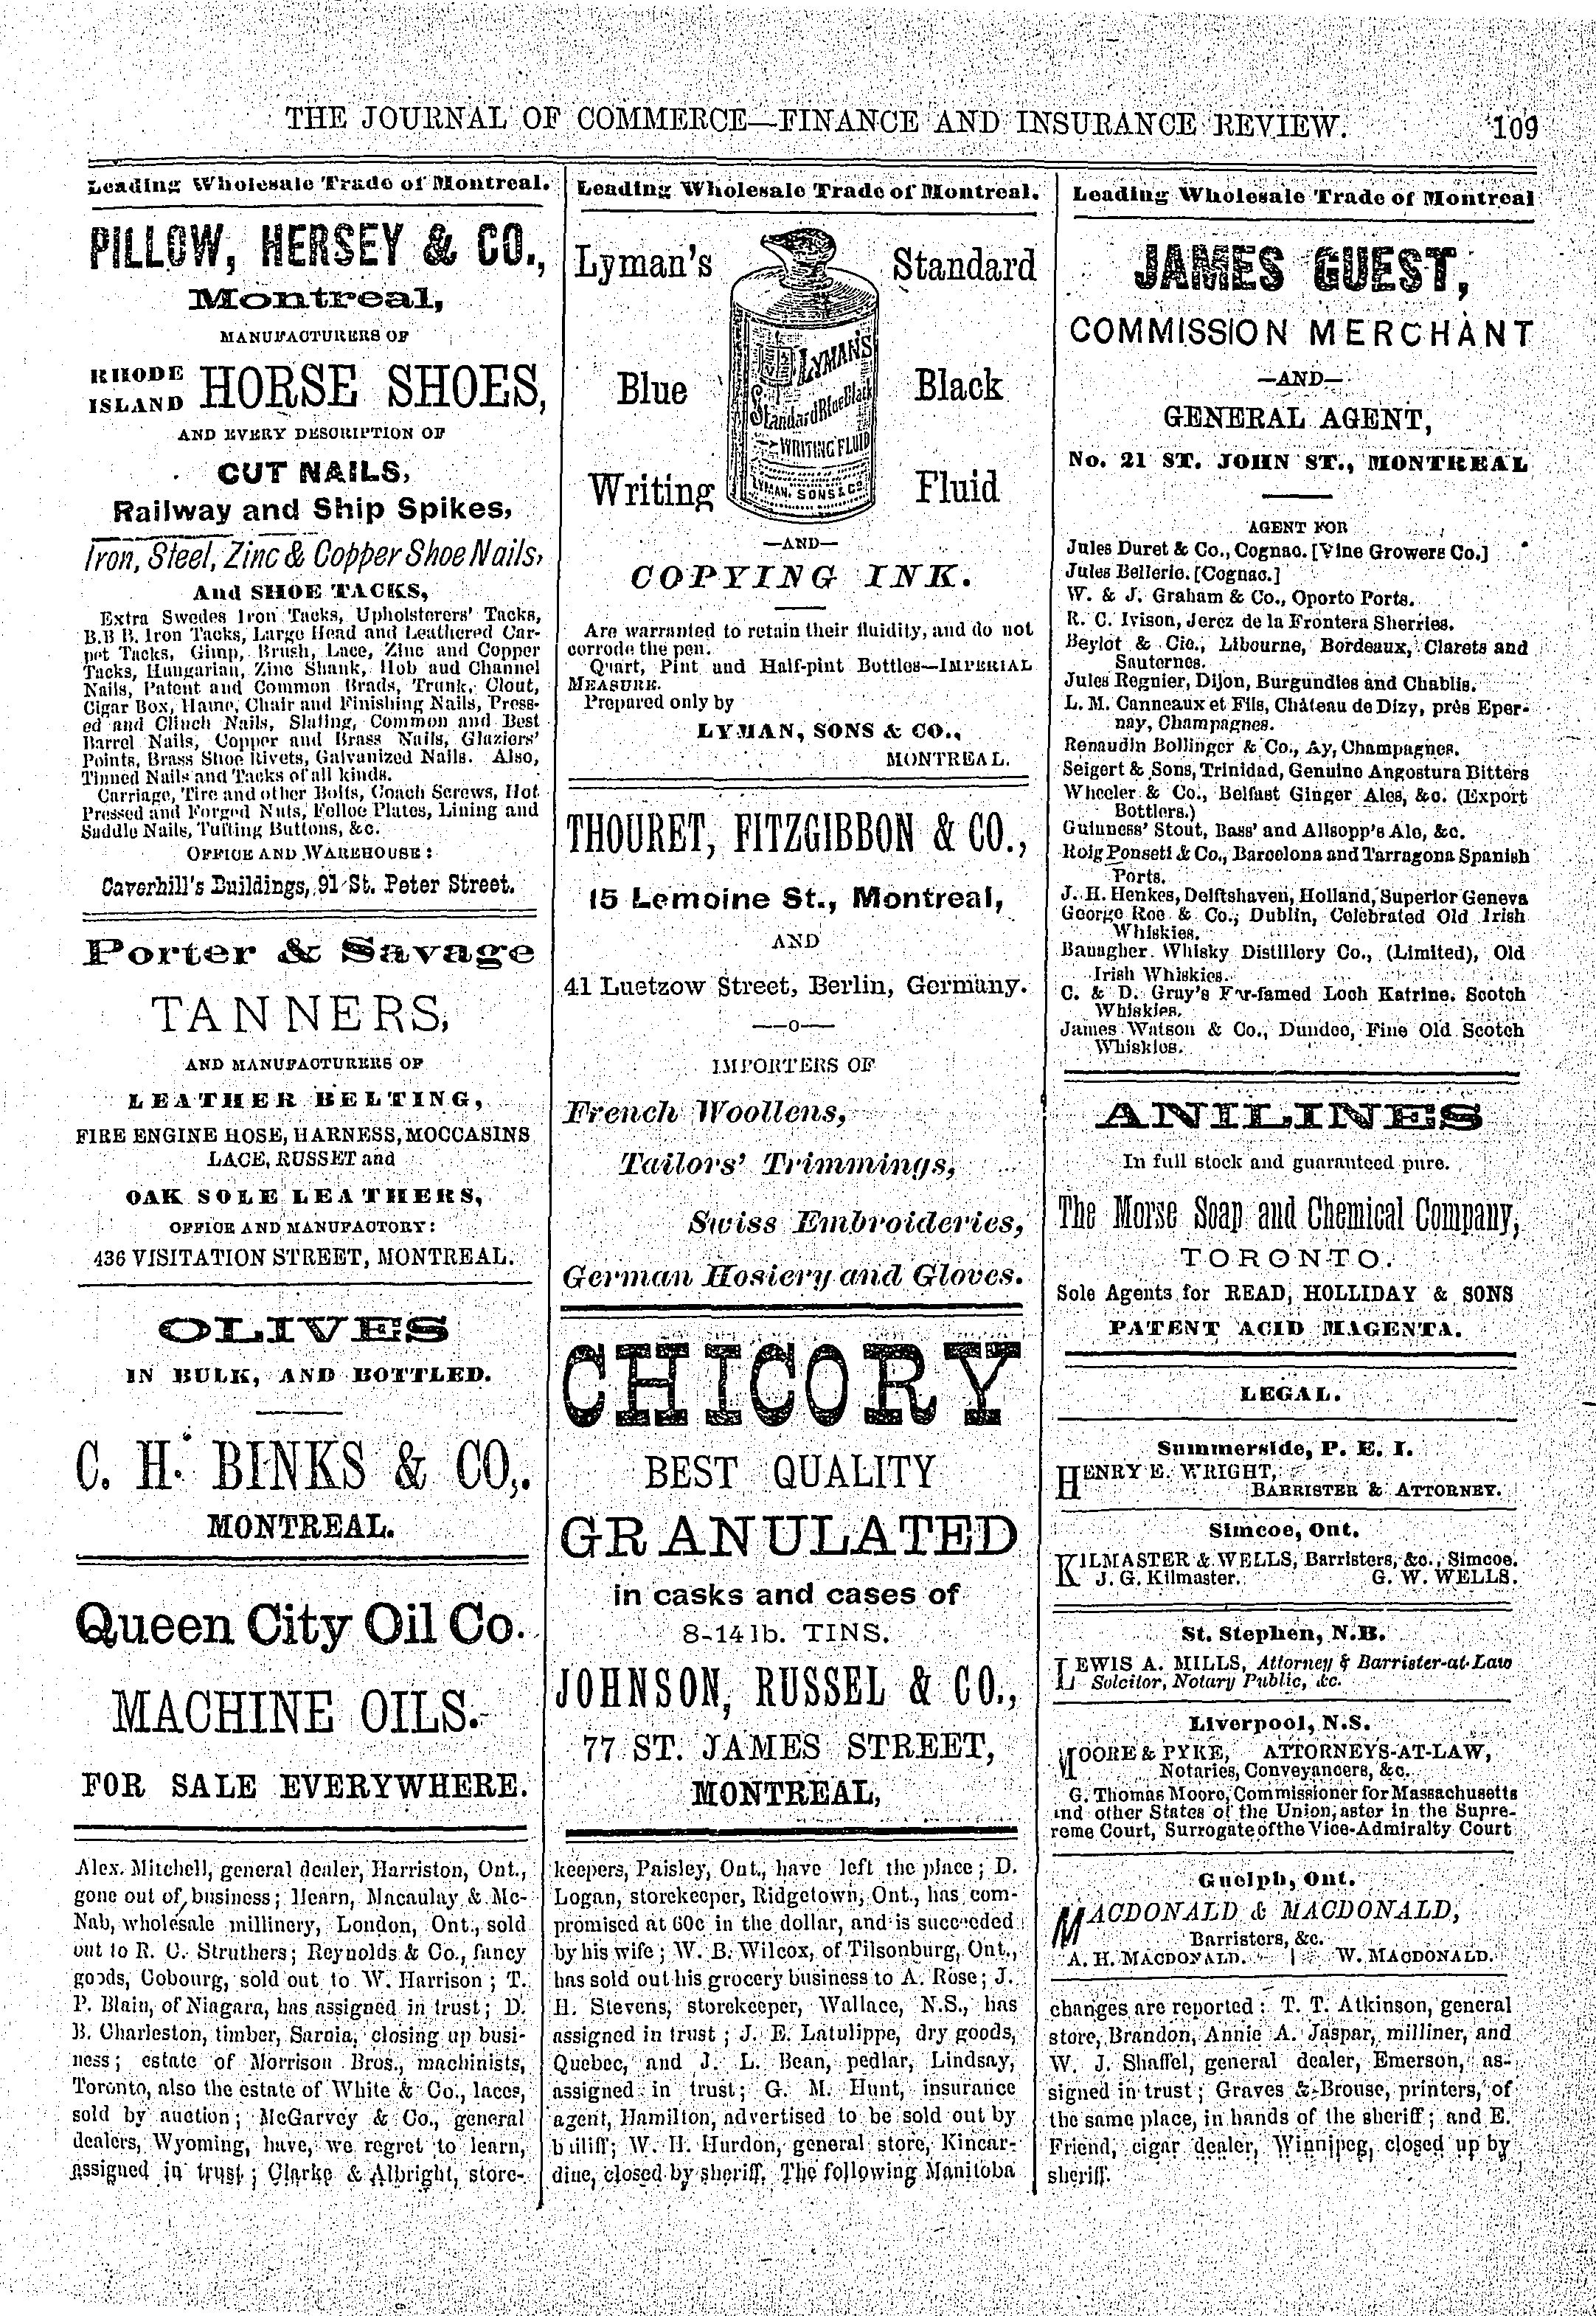 THE JOURNAL OF COMMERCE—FINANCE AND INSURANCE REVIEW. 109
Leading Wholesale Trade of Montreal.
PILLOW, HERSEY & CO.,
Montreal,
MANUFACTURERS OF
RHODE ISLAND HORSE SHOES,
AND EVERY DESCRIPTION OF
CUT NAILS,
Railway and Ship Spikes,
Iron, Steel, Zinc & Copper Shoe Nails,
And SHOE TACKS,
Extra Swedes Iron Tacks, Upholsterers' Tacks,
B.B B. Iron Tacks, Large Head and Leathered Car-
pet Tacks, Gimp, Brush, Lace, Zinc and Copper
Tacks, Hungarian, Zinc Shank, Hob and Channel
Nails, Patent and Common Brads, Trunk, Clout,
Cigar Box, Hame, Chair and Finishing Nails, Press-
ed and Clinch Nails, Slating, Common and Best
Barrel Nails, Copper and Brass Nails, Glaziers'
Points, Brass Shoe Rivets, Galvanized Nails. Also,
Tinned Nails and Tacks of all kinds.
Carriage, Tire and other Bolts, Coach Screws, Hot
Pressed and Forged Nuts, Felloe Plates, Lining and
Saddle Nails, Tufting Buttons, &c.
OFFICE AND WAREHOUSE:
Caverhill's Buildings, 91 St. Peter Street.
Porter & Savage
TANNERS,
AND MANUFACTURERS OF
LEATHER BELTING,
FIRE ENGINE HOSE, HARNESS, MOCCASINS
LACE, RUSSET and
OAK SOLE LEATHERS,
OFFICE AND MANUFACTORY:
436 VISITATION STREET, MONTREAL.
OLIVES
IN BULK, AND BOTTLED.
C. H. BINKS & CO,.
MONTREAL.
Queen City Oil Co.
MACHINE OILS.
FOR SALE EVERYWHERE.
Alex. Mitchell, general dealer, Harriston, Ont.,
gone out of business; Hearn, Macaulay & Mc-
Nab, wholesale millinery, London, Ont., sold
out to R. C. Struthers; Reynolds & Co., fancy
goods, Cobourg, sold out to W. Harrison; T.
P. Blain, of Niagara, has assigned in trust; D.
B. Charleston, timber, Sarnia, closing up busi-
ness; estate of Morrison Bros., machinists,
Toronto, also the estate of White & Co., laces,
sold by auction; McGarvey & Co., general
dealers, Wyoming, have, we regret to learn,
assigned in trust; Clarke & Albright, store-
Leading Wholesale Trade of Montreal.
Lyman's Standard
Blue Black
Writing Fluid
LYMAN'S
Standard Blue Black
WRITING FLUID
LYMAN, SONS & CO.
—AND—
COPYING INK.
Are warranted to retain their fluidity, and do not
corrode the pen.
Quart, Pint and Half-pint Bottles—IMPERIAL
MEASURE.
Prepared only by
LYMAN, SONS & CO.,
MONTREAL.
THOURET, FITZGIBBON & CO.,
15 Lemoine St., Montreal,
AND
41 Luetzow Street, Berlin, Germany.
—o—
IMPORTERS OF
French Woollens,
Tailors' Trimmings,
Swiss Embroideries,
German Hosiery and Gloves.
CHICORY
BEST QUALITY
GRANULATED
in casks and cases of
8-14 lb. TINS.
JOHNSON, RUSSEL & CO.,
77 ST. JAMES STREET,
MONTREAL,
keepers, Paisley, Ont., have left the place; D.
Logan, storekeeper, Ridgetown, Ont., has com-
promised at 60c in the dollar, and is succeeded
by his wife; W. B. Wilcox, of Tilsonburg, Ont.,
has sold out his grocery business to A. Rose; J.
H. Stevens, storekeeper, Wallace, N.S., has
assigned in trust; J. E. Latulippe, dry goods,
Quebec, and J. L. Bean, pedlar, Lindsay,
assigned in trust; G. M. Hunt, insurance
agent, Hamilton, advertised to be sold out by
bailiff; W. H. Hurdon, general store, Kincar-
dine, closed by sheriff. The following Manitoba
Leading Wholesale Trade of Montreal
JAMES GUEST,
COMMISSION MERCHANT
—AND—
GENERAL AGENT,
No. 21 ST. JOHN ST., MONTREAL
AGENT FOR
Jules Duret & Co., Cognac. [Vine Growers Co.]
Jules Bellerie. [Cognac.]
W. & J. Graham & Co., Oporto Ports.
R. C. Ivison, Jerez de la Frontera Sherries.
Beylot & Cie., Libourne, Bordeaux, Clarets and
Sauternes.
Jules Regnier, Dijon, Burgundies and Chablis.
L. M. Canneaux et Fils, Château de Dizy, près Eper-
nay, Champagnes.
Renaudin Bollinger & Co., Ay, Champagnes.
Seigert & Sons, Trinidad, Genuine Angostura Bitters
Wheeler & Co., Belfast Ginger Ales, &c. (Export
Bottlers.)
Guinness' Stout, Bass' and Allsopp's Ale, &c.
Roig Ponseti & Co., Barcelona and Tarragona Spanish
Ports.
J. H. Henkes, Delftshaven, Holland, Superior Geneva
George Roe & Co., Dublin, Celebrated Old Irish
Whiskies.
Banagher Whisky Distillery Co., (Limited), Old
Irish Whiskies.
C. & D. Gray's Far-famed Loch Katrine Scotch
Whiskies.
James Watson & Co., Dundee, Fine Old Scotch
Whiskies.
ANILINES
In full stock and guaranteed pure.
The Morse Soap and Chemical Company,
TORONTO.
Sole Agents for READ, HOLLIDAY & SONS
PATENT ACID MAGENTA.
LEGAL.
Summerside, P. E. I.
HENRY E. WRIGHT,
BARRISTER & ATTORNEY.
Simcoe, Ont.
KILMASTER & WELLS, Barristers, &c., Simcoe.
J. G. Kilmaster. G. W. WELLS.
St. Stephen, N.B.
LEWIS A. MILLS, Attorney & Barrister-at-Law
Solcitor, Notary Public, &c.
Liverpool, N.S.
MOORE & PYKE, ATTORNEYS-AT-LAW,
Notaries, Conveyancers, &c.
G. Thomas Moore, Commissioner for Massachusetts
and other States of the Union, aster in the Supre-
reme Court, Surrogate of the Vice-Admiralty Court
Guelph, Ont.
MACDONALD & MACDONALD,
Barristers, &c.
A. H. MACDONALD. | W. MACDONALD.
changes are reported: T. T. Atkinson, general
store, Brandon, Annie A. Jaspar, milliner, and
W. J. Shaffel, general dealer, Emerson, as-
signed in trust; Graves & Brouse, printers, of
the same place, in hands of the sheriff; and E.
Friend, cigar dealer, Winnipeg, closed up by
sheriff.